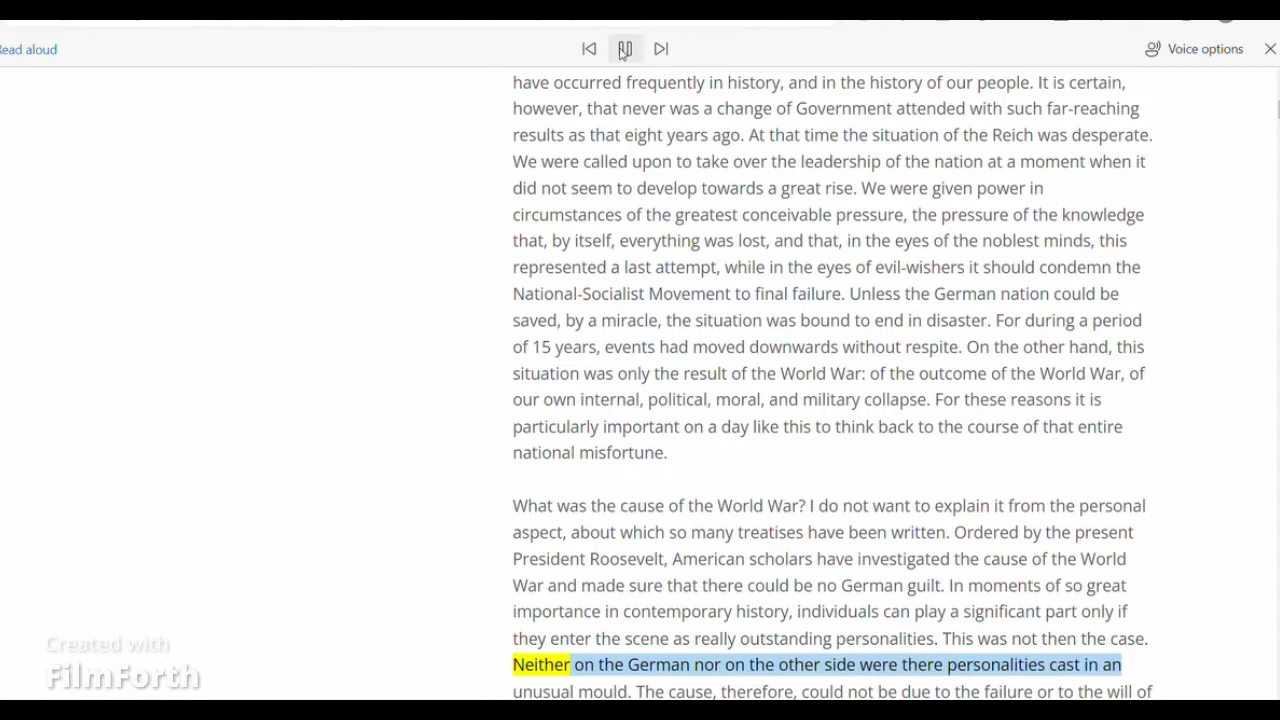 Read aloud
Voice options
have occurred frequently in history, and in the history of our people. It is certain,
however, that never was a change of Government attended with such far-reaching
results as that eight years ago. At that time the situation of the Reich was desperate.
We were called upon to take over the leadership of the nation at a moment when it
did not seem to develop towards a great rise. We were given power in
circumstances of the greatest conceivable pressure, the pressure of the knowledge
that, by itself, everything was lost, and that, in the eyes of the noblest minds, this
represented a last attempt, while in the eyes of evil-wishers it should condemn the
National-Socialist Movement to final failure. Unless the German nation could be
saved, by a miracle, the situation was bound to end in disaster. For during a period
of 15 years, events had moved downwards without respite. On the other hand, this
situation was only the result of the World War: of the outcome of the World War, of
our own internal, political, moral, and military collapse. For these reasons it is
particularly important on a day like this to think back to the course of that entire
national misfortune.
What was the cause of the World War? I do not want to explain it from the personal
aspect, about which so many treatises have been written. Ordered by the present
President Roosevelt, American scholars have investigated the cause of the World
War and made sure that there could be no German guilt. In moments of so great
importance in contemporary history, individuals can play a significant part only if
they enter the scene as really outstanding personalities. This was not then the case.
Neither on the German nor on the other side were there personalities cast in an
unusual mould. The cause, therefore, could not be due to the failure or to the will of
Created with
FilmForth